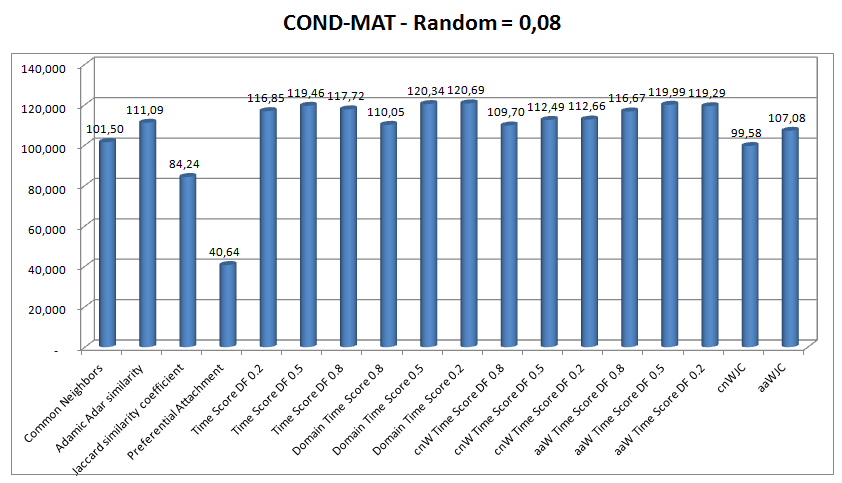 COND-MAT - Random = 0,08
140,000
120,000
100,000
80,000
60,000
40,000
20,000
-
101,50
111,09
84,24
40,64
116,85
119,46
117,72
110,05
120,34
120,69
109,70
112,49
112,66
116,67
119,99
119,29
99,58
107,08
Common Neighbors
Adamic Adar similarity
Jaccard similarity coefficient
Preferential Attachment
Time Score DF 0.2
Time Score DF 0.5
Time Score DF 0.8
Domain Time Score 0.8
Domain Time Score 0.5
Domain Time Score 0.2
cnW Time Score DF 0.8
cnW Time Score DF 0.5
cnW Time Score DF 0.2
aaW Time Score DF 0.8
aaW Time Score DF 0.5
aaW Time Score DF 0.2
cnWJC
aaWJC